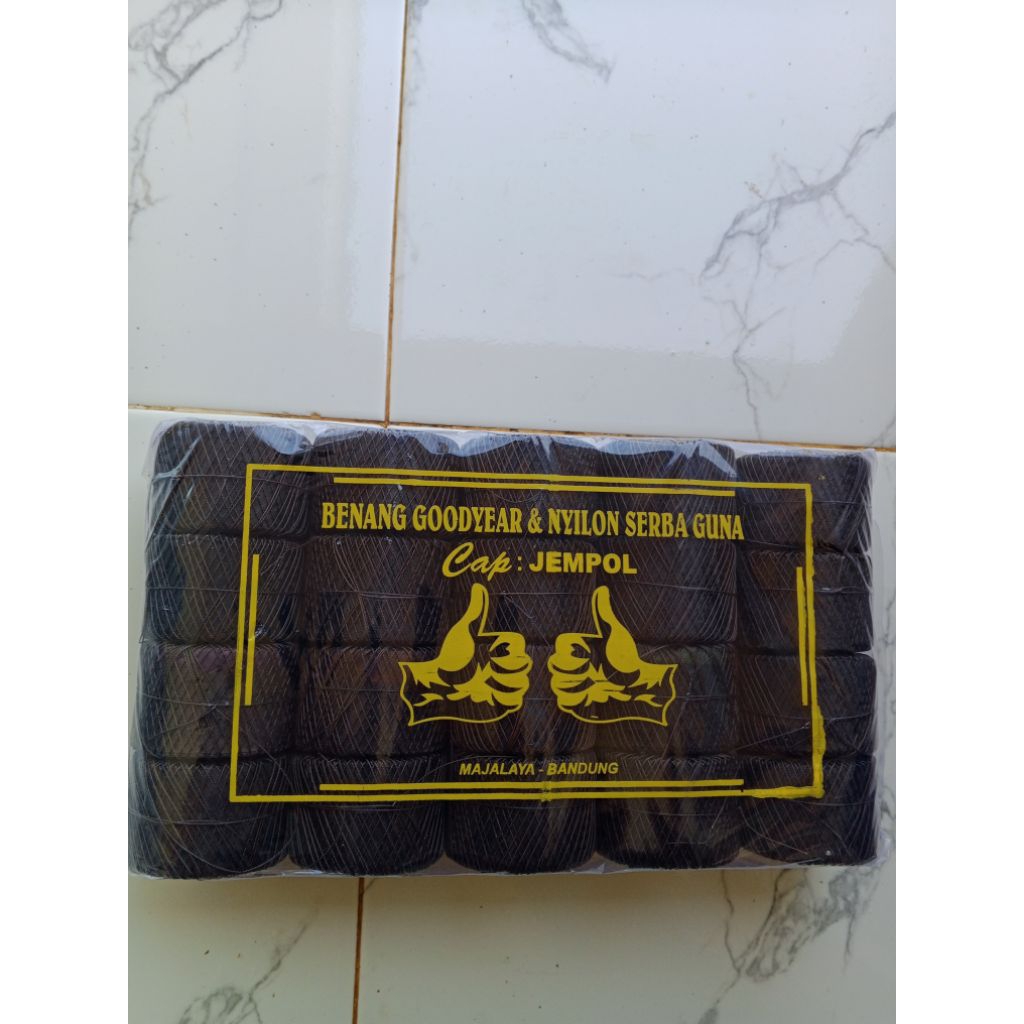 BENANG GOODYEAR & NYILON SERBA GUNA
Cap : JEMPOL
MAJALAYA - BANDUNG